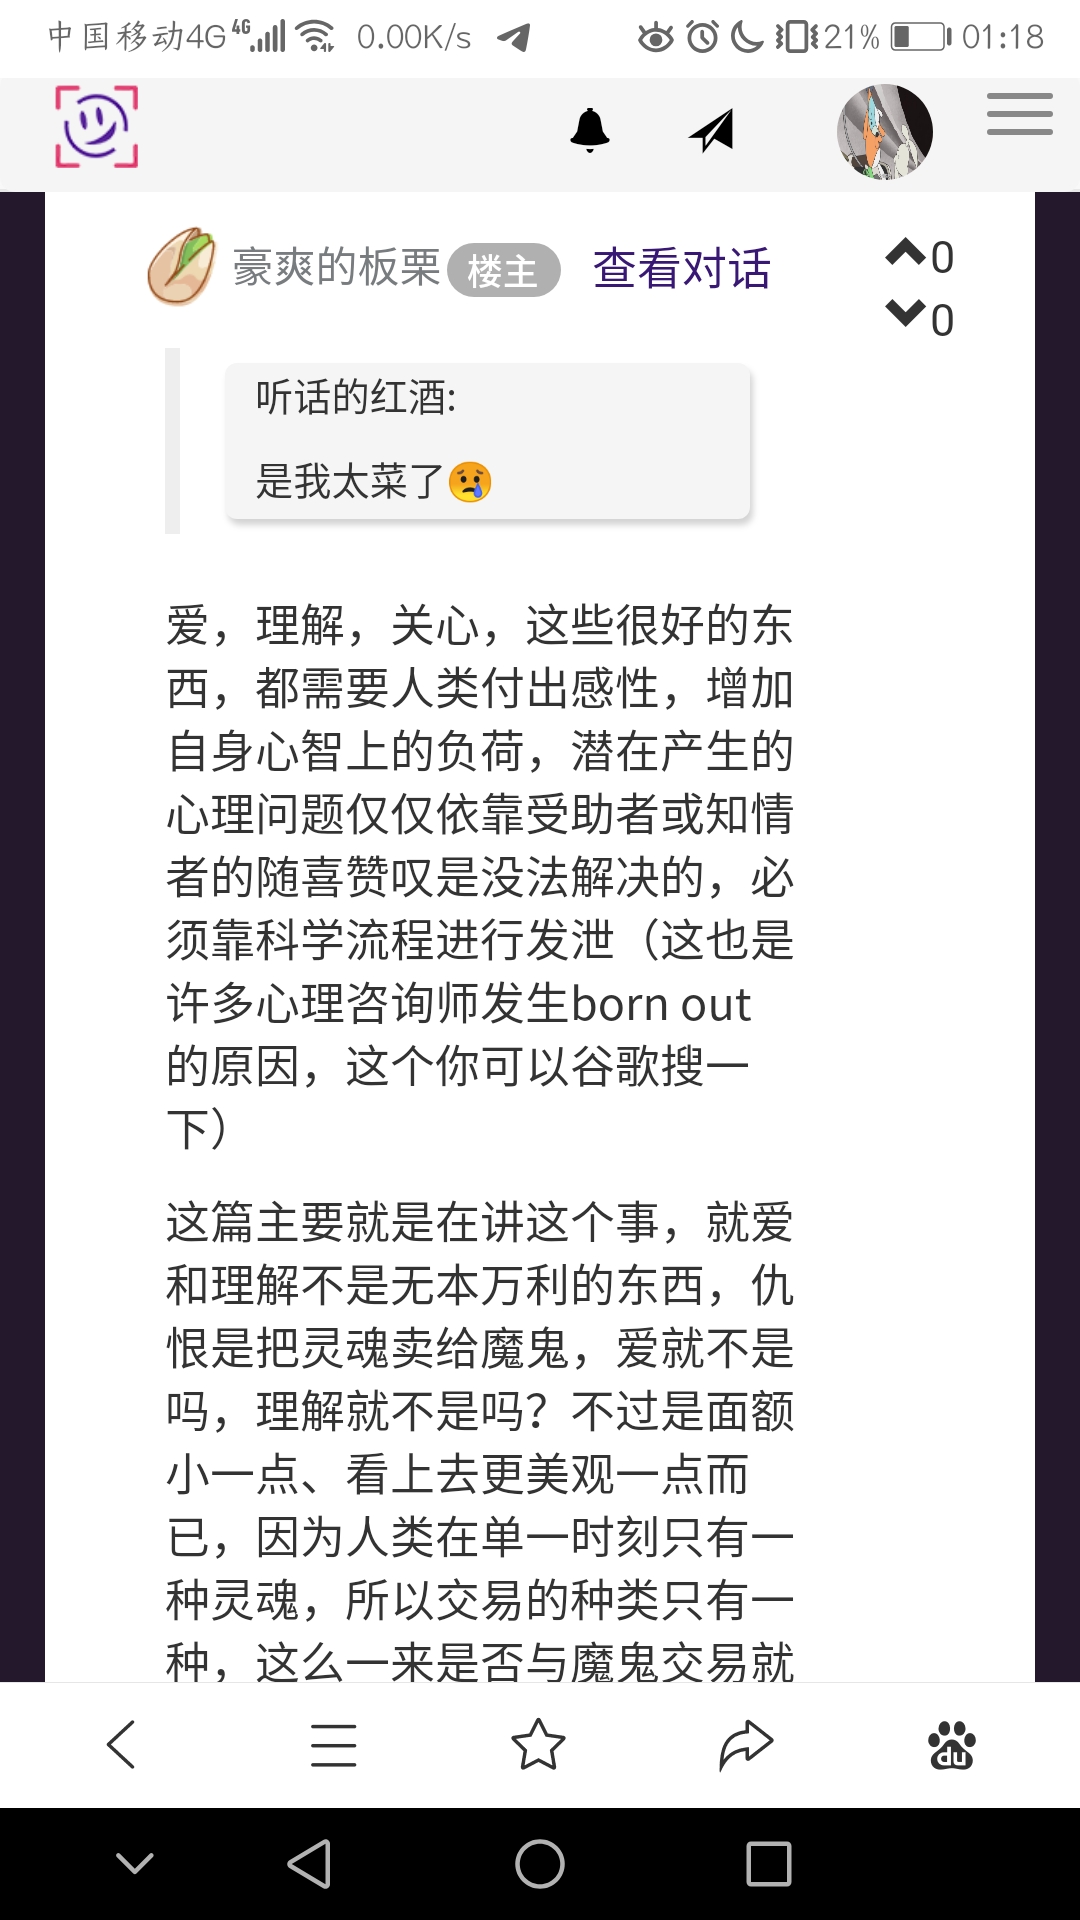 中国移动4G 4G 0.00K/s 21% 01:18
豪爽的板栗 楼主 查看对话 0
0
听话的红酒:
是我太菜了😢
爱，理解，关心，这些很好的东
西，都需要人类付出感性，增加
自身心智上的负荷，潜在产生的
心理问题仅仅依靠受助者或知情
者的随喜赞叹是没法解决的，必
须靠科学流程进行发泄（这也是
许多心理咨询师发生born out
的原因，这个你可以谷歌搜一
下）
这篇主要就是在讲这个事，就爱
和理解不是无本万利的东西，仇
恨是把灵魂卖给魔鬼，爱就不是
吗，理解就不是吗？不过是面额
小一点、看上去更美观一点而
已，因为人类在单一时刻只有一
种灵魂，所以交易的种类只有一
种，这么一来是否与魔鬼交易就
du